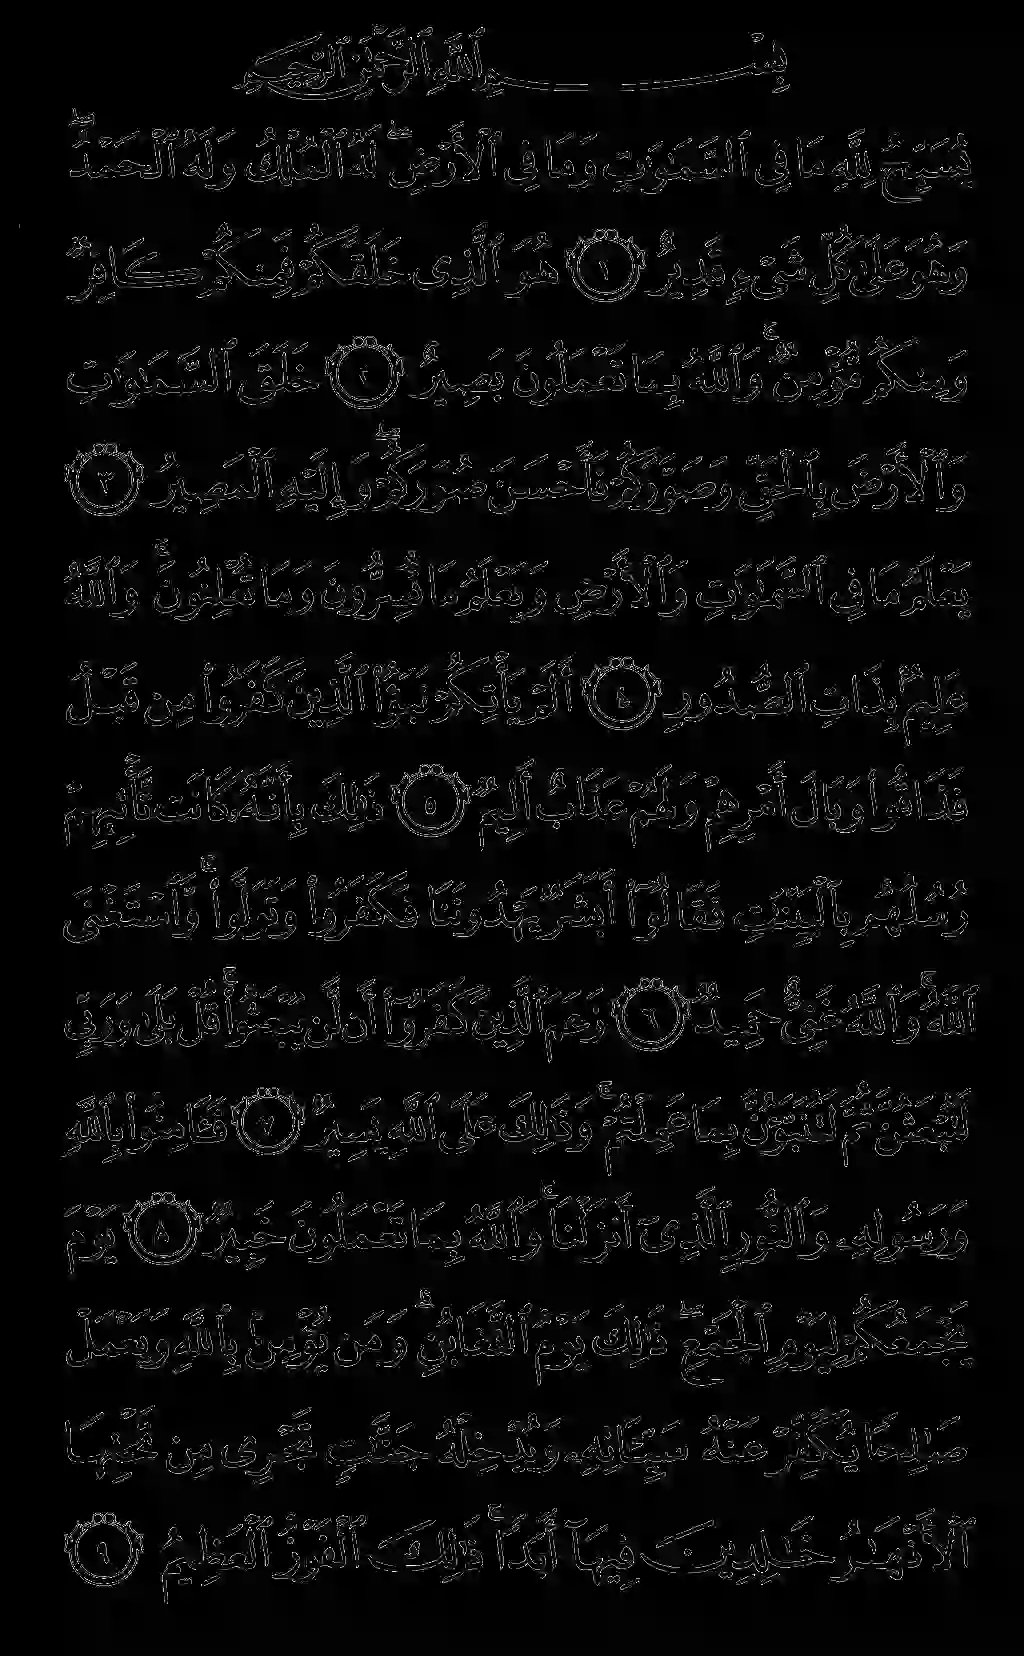 بِسْمِ ٱللَّهِ ٱلرَّحْمَٰنِ ٱلرَّحِيمِ
يُسَبِّحُ لِلَّهِ مَا فِى ٱلسَّمَٰوَٰتِ وَمَا فِى ٱلْأَرْضِ ۖ لَهُ ٱلْمُلْكُ وَلَهُ ٱلْحَمْدُ ۖ
وَهُوَ عَلَىٰ كُلِّ شَىْءٍ قَدِيرٌ ١ هُوَ ٱلَّذِى خَلَقَكُمْ فَمِنكُمْ كَافِرٌ
وَمِنكُم مُّؤْمِنٌ ۚ وَٱللَّهُ بِمَا تَعْمَلُونَ بَصِيرٌ ٢ خَلَقَ ٱلسَّمَٰوَٰتِ
وَٱلْأَرْضَ بِٱلْحَقِّ وَصَوَّرَكُمْ فَأَحْسَنَ صُوَرَكُمْ ۖ وَإِلَيْهِ ٱلْمَصِيرُ ٣
يَعْلَمُ مَا فِى ٱلسَّمَٰوَٰتِ وَٱلْأَرْضِ وَيَعْلَمُ مَا تُسِرُّونَ وَمَا تُعْلِنُونَ ۚ وَٱللَّهُ
عَلِيمٌۢ بِذَاتِ ٱلصُّدُورِ ٤ أَلَمْ يَأْتِكُمْ نَبَؤُا۟ ٱلَّذِينَ كَفَرُوا۟ مِن قَبْلُ
فَذَاقُوا۟ وَبَالَ أَمْرِهِمْ وَلَهُمْ عَذَابٌ أَلِيمٌ ٥ ذَٰلِكَ بِأَنَّهُۥ كَانَت تَّأْتِيهِمْ
رُسُلُهُم بِٱلْبَيِّنَٰتِ فَقَالُوٓا۟ أَبَشَرٌ يَهْدُونَنَا فَكَفَرُوا۟ وَتَوَلَّوا۟ ۚ وَّٱسْتَغْنَى
ٱللَّهُ ۚ وَٱللَّهُ غَنِىٌّ حَمِيدٌ ٦ زَعَمَ ٱلَّذِينَ كَفَرُوٓا۟ أَن لَّن يُبْعَثُوا۟ ۚ قُلْ بَلَىٰ وَرَبِّى
لَتُبْعَثُنَّ ثُمَّ لَتُنَبَّؤُنَّ بِمَا عَمِلْتُمْ ۚ وَذَٰلِكَ عَلَى ٱللَّهِ يَسِيرٌ ٧ فَـَٔامِنُوا۟ بِٱللَّهِ
وَرَسُولِهِۦ وَٱلنُّورِ ٱلَّذِىٓ أَنزَلْنَا ۚ وَٱللَّهُ بِمَا تَعْمَلُونَ خَبِيرٌ ٨ يَوْمَ
يَجْمَعُكُمْ لِيَوْمِ ٱلْجَمْعِ ۖ ذَٰلِكَ يَوْمُ ٱلتَّغَابُنِ ۗ وَمَن يُؤْمِنۢ بِٱللَّهِ وَيَعْمَلْ
صَٰلِحًا يُكَفِّرْ عَنْهُ سَيِّـَٔاتِهِۦ وَيُدْخِلْهُ جَنَّٰتٍ تَجْرِى مِن تَحْتِهَا
ٱلْأَنْهَٰرُ خَٰلِدِينَ فِيهَآ أَبَدًا ۚ ذَٰلِكَ ٱلْفَوْزُ ٱلْعَظِيمُ ٩